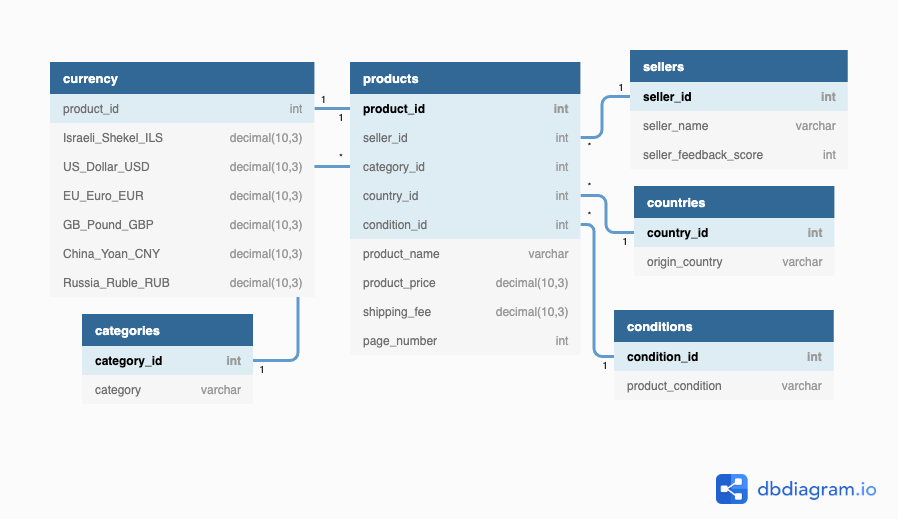 currency
product_id int
Israeli_Shekel_ILS decimal(10,3)
US_Dollar_USD decimal(10,3)
EU_Euro_EUR decimal(10,3)
GB_Pound_GBP decimal(10,3)
China_Yoan_CNY decimal(10,3)
Russia_Ruble_RUB decimal(10,3)
1
1
*
products
product_id int
seller_id int
category_id int
country_id int
condition_id int
product_name varchar
product_price decimal(10,3)
shipping_fee decimal(10,3)
page_number int
1
*
sellers
seller_id int
seller_name varchar
seller_feedback_score int
*
1
countries
country_id int
origin_country varchar
*
1
conditions
condition_id int
product_condition varchar
categories
category_id int
category varchar
1
dbdiagram.io